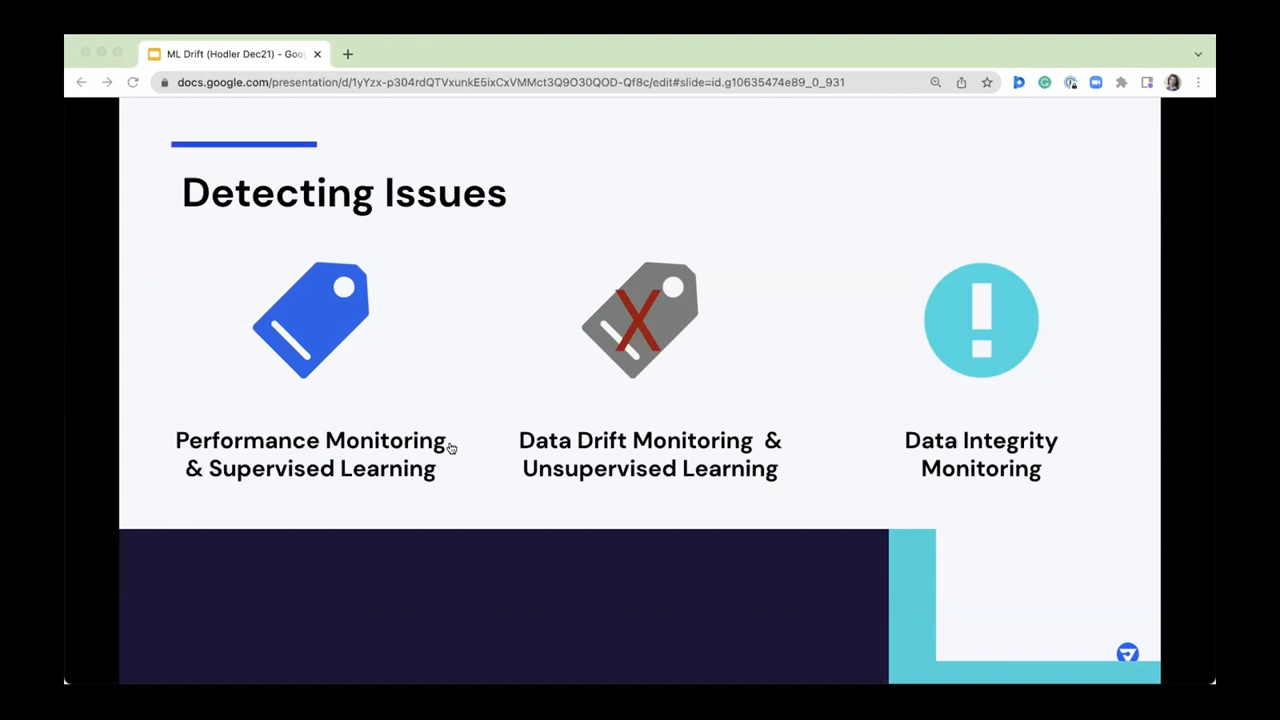 ML Drift (Hodler Dec21) - Goo
docs.google.com/presentation/d/1yYzx-p304rdQTVxunkE5ixCxVMMct3Q9O30QOD-Qf8c/edit#slide=id.g10635474e89_0_931
Detecting Issues
X
!
Performance Monitoring
& Supervised Learning
Data Drift Monitoring &
Unsupervised Learning
Data Integrity
Monitoring